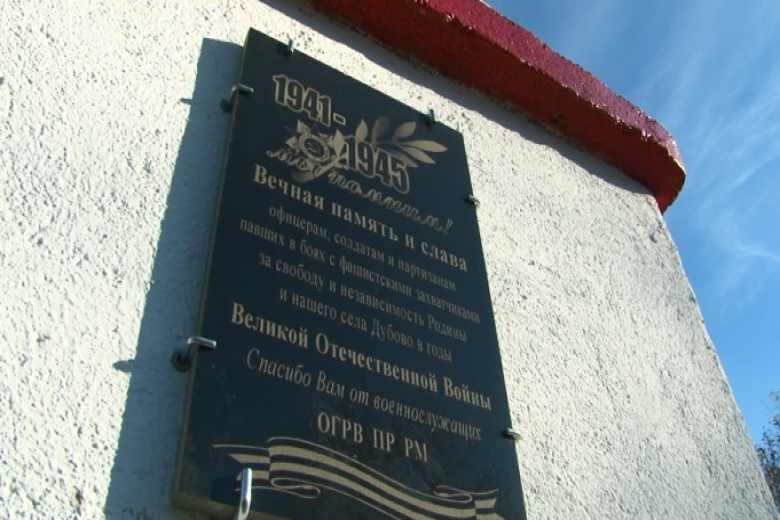 1941-
1945
мы помним!
Вечная память и слава
офицерам, солдатам и партизанам
павших в боях с фашистскими захватчиками
за свободу и независимость Родины
и нашего села Дубово в годы
Великой Отечественной Войны
Спасибо Вам от военнослужащих
ОГРВ ПР РМ